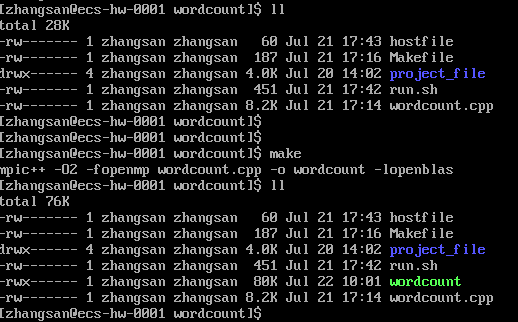 [zhangsan@ecs-hw-0001 wordcount]$ ll
total 28K
-rw------- 1 zhangsan zhangsan   60 Jul 21 17:43 hostfile
-rw------- 1 zhangsan zhangsan  187 Jul 21 17:16 Makefile
drwx------ 4 zhangsan zhangsan 4.0K Jul 20 14:02 project_file
-rw------- 1 zhangsan zhangsan  451 Jul 21 17:42 run.sh
-rw------- 1 zhangsan zhangsan 8.2K Jul 21 17:14 wordcount.cpp
[zhangsan@ecs-hw-0001 wordcount]$
[zhangsan@ecs-hw-0001 wordcount]$
[zhangsan@ecs-hw-0001 wordcount]$ make
mpic++ -O2 -fopenmp wordcount.cpp -o wordcount -lopenblas
[zhangsan@ecs-hw-0001 wordcount]$ ll
total 76K
-rw------- 1 zhangsan zhangsan   60 Jul 21 17:43 hostfile
-rw------- 1 zhangsan zhangsan  187 Jul 21 17:16 Makefile
drwx------ 4 zhangsan zhangsan 4.0K Jul 20 14:02 project_file
-rw------- 1 zhangsan zhangsan  451 Jul 21 17:42 run.sh
-rwx------ 1 zhangsan zhangsan  80K Jul 22 10:01 wordcount
-rw------- 1 zhangsan zhangsan 8.2K Jul 21 17:14 wordcount.cpp
[zhangsan@ecs-hw-0001 wordcount]$